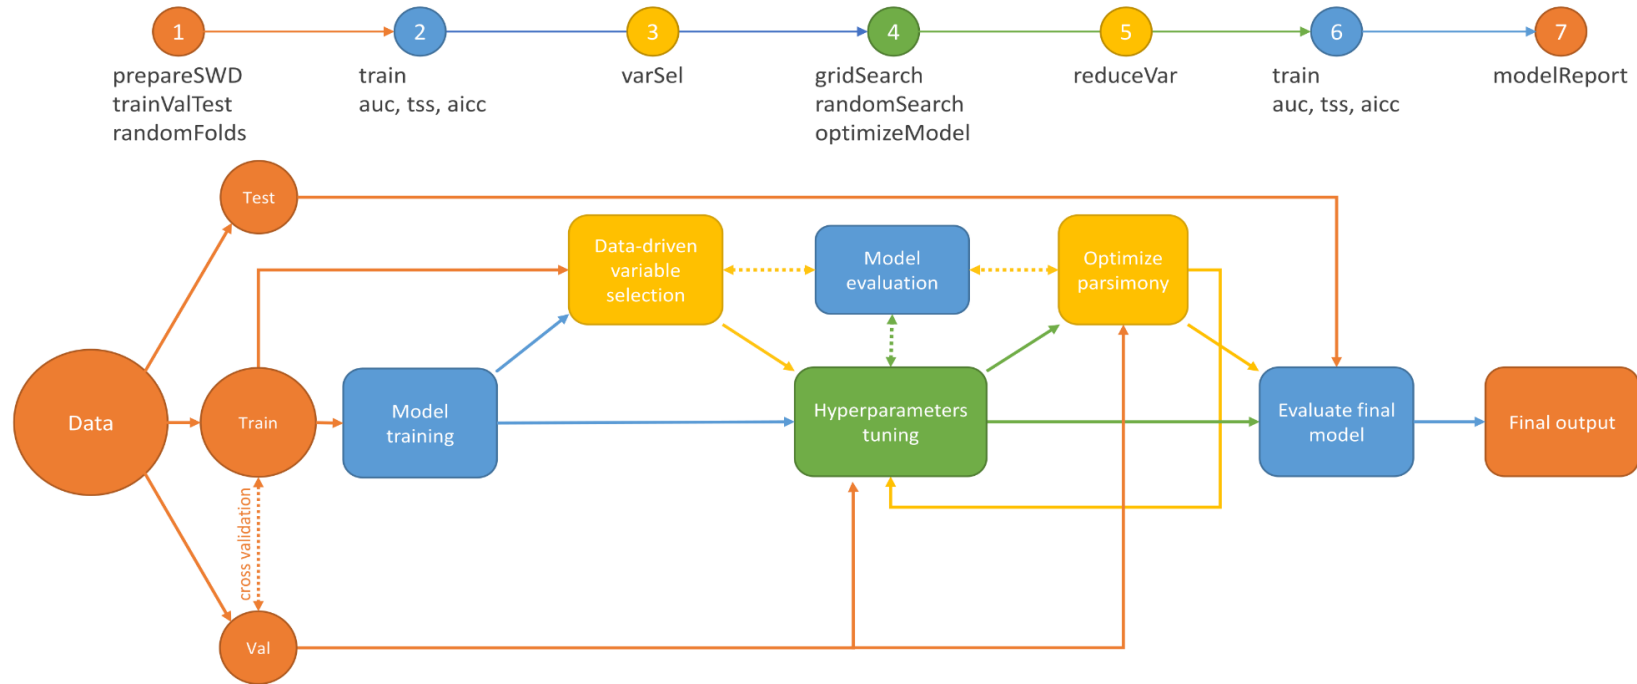 1
2
3
4
5
6
7
prepareSWD
trainValTest
randomFolds
train
auc, tss, aicc
varSel
gridSearch
randomSearch
optimizeModel
reduceVar
train
auc, tss, aicc
modelReport
Test
Data-driven
variable
selection
Model
evaluation
Optimize
parsimony
Data
Train
Model
training
Hyperparameters
tuning
Evaluate final
model
Final output
cross validation
Val